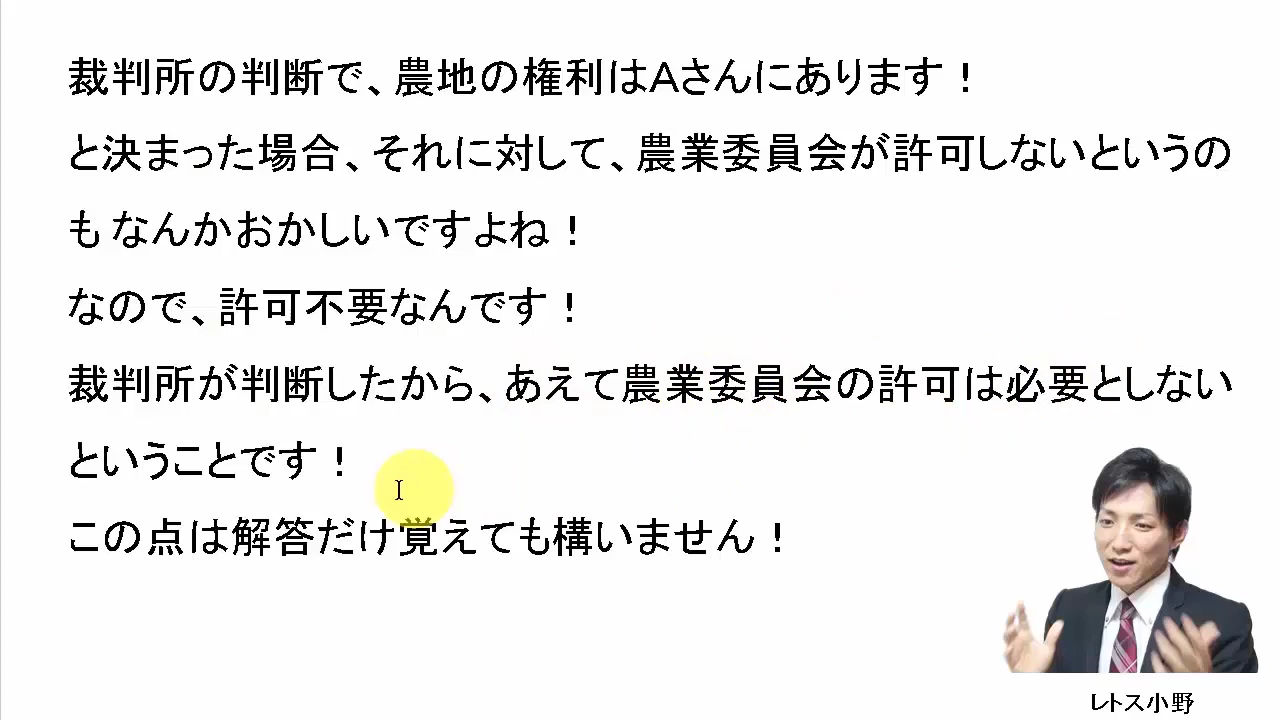 裁判所の判断で、農地の権利はAさんにあります！
と決まった場合、それに対して、農業委員会が許可しないというの
もなんかおかしいですよね！
なので、許可不要なんです！
裁判所が判断したから、あえて農業委員会の許可は必要としない
ということです！
この点は解答だけ覚えても構いません！
レトス小野